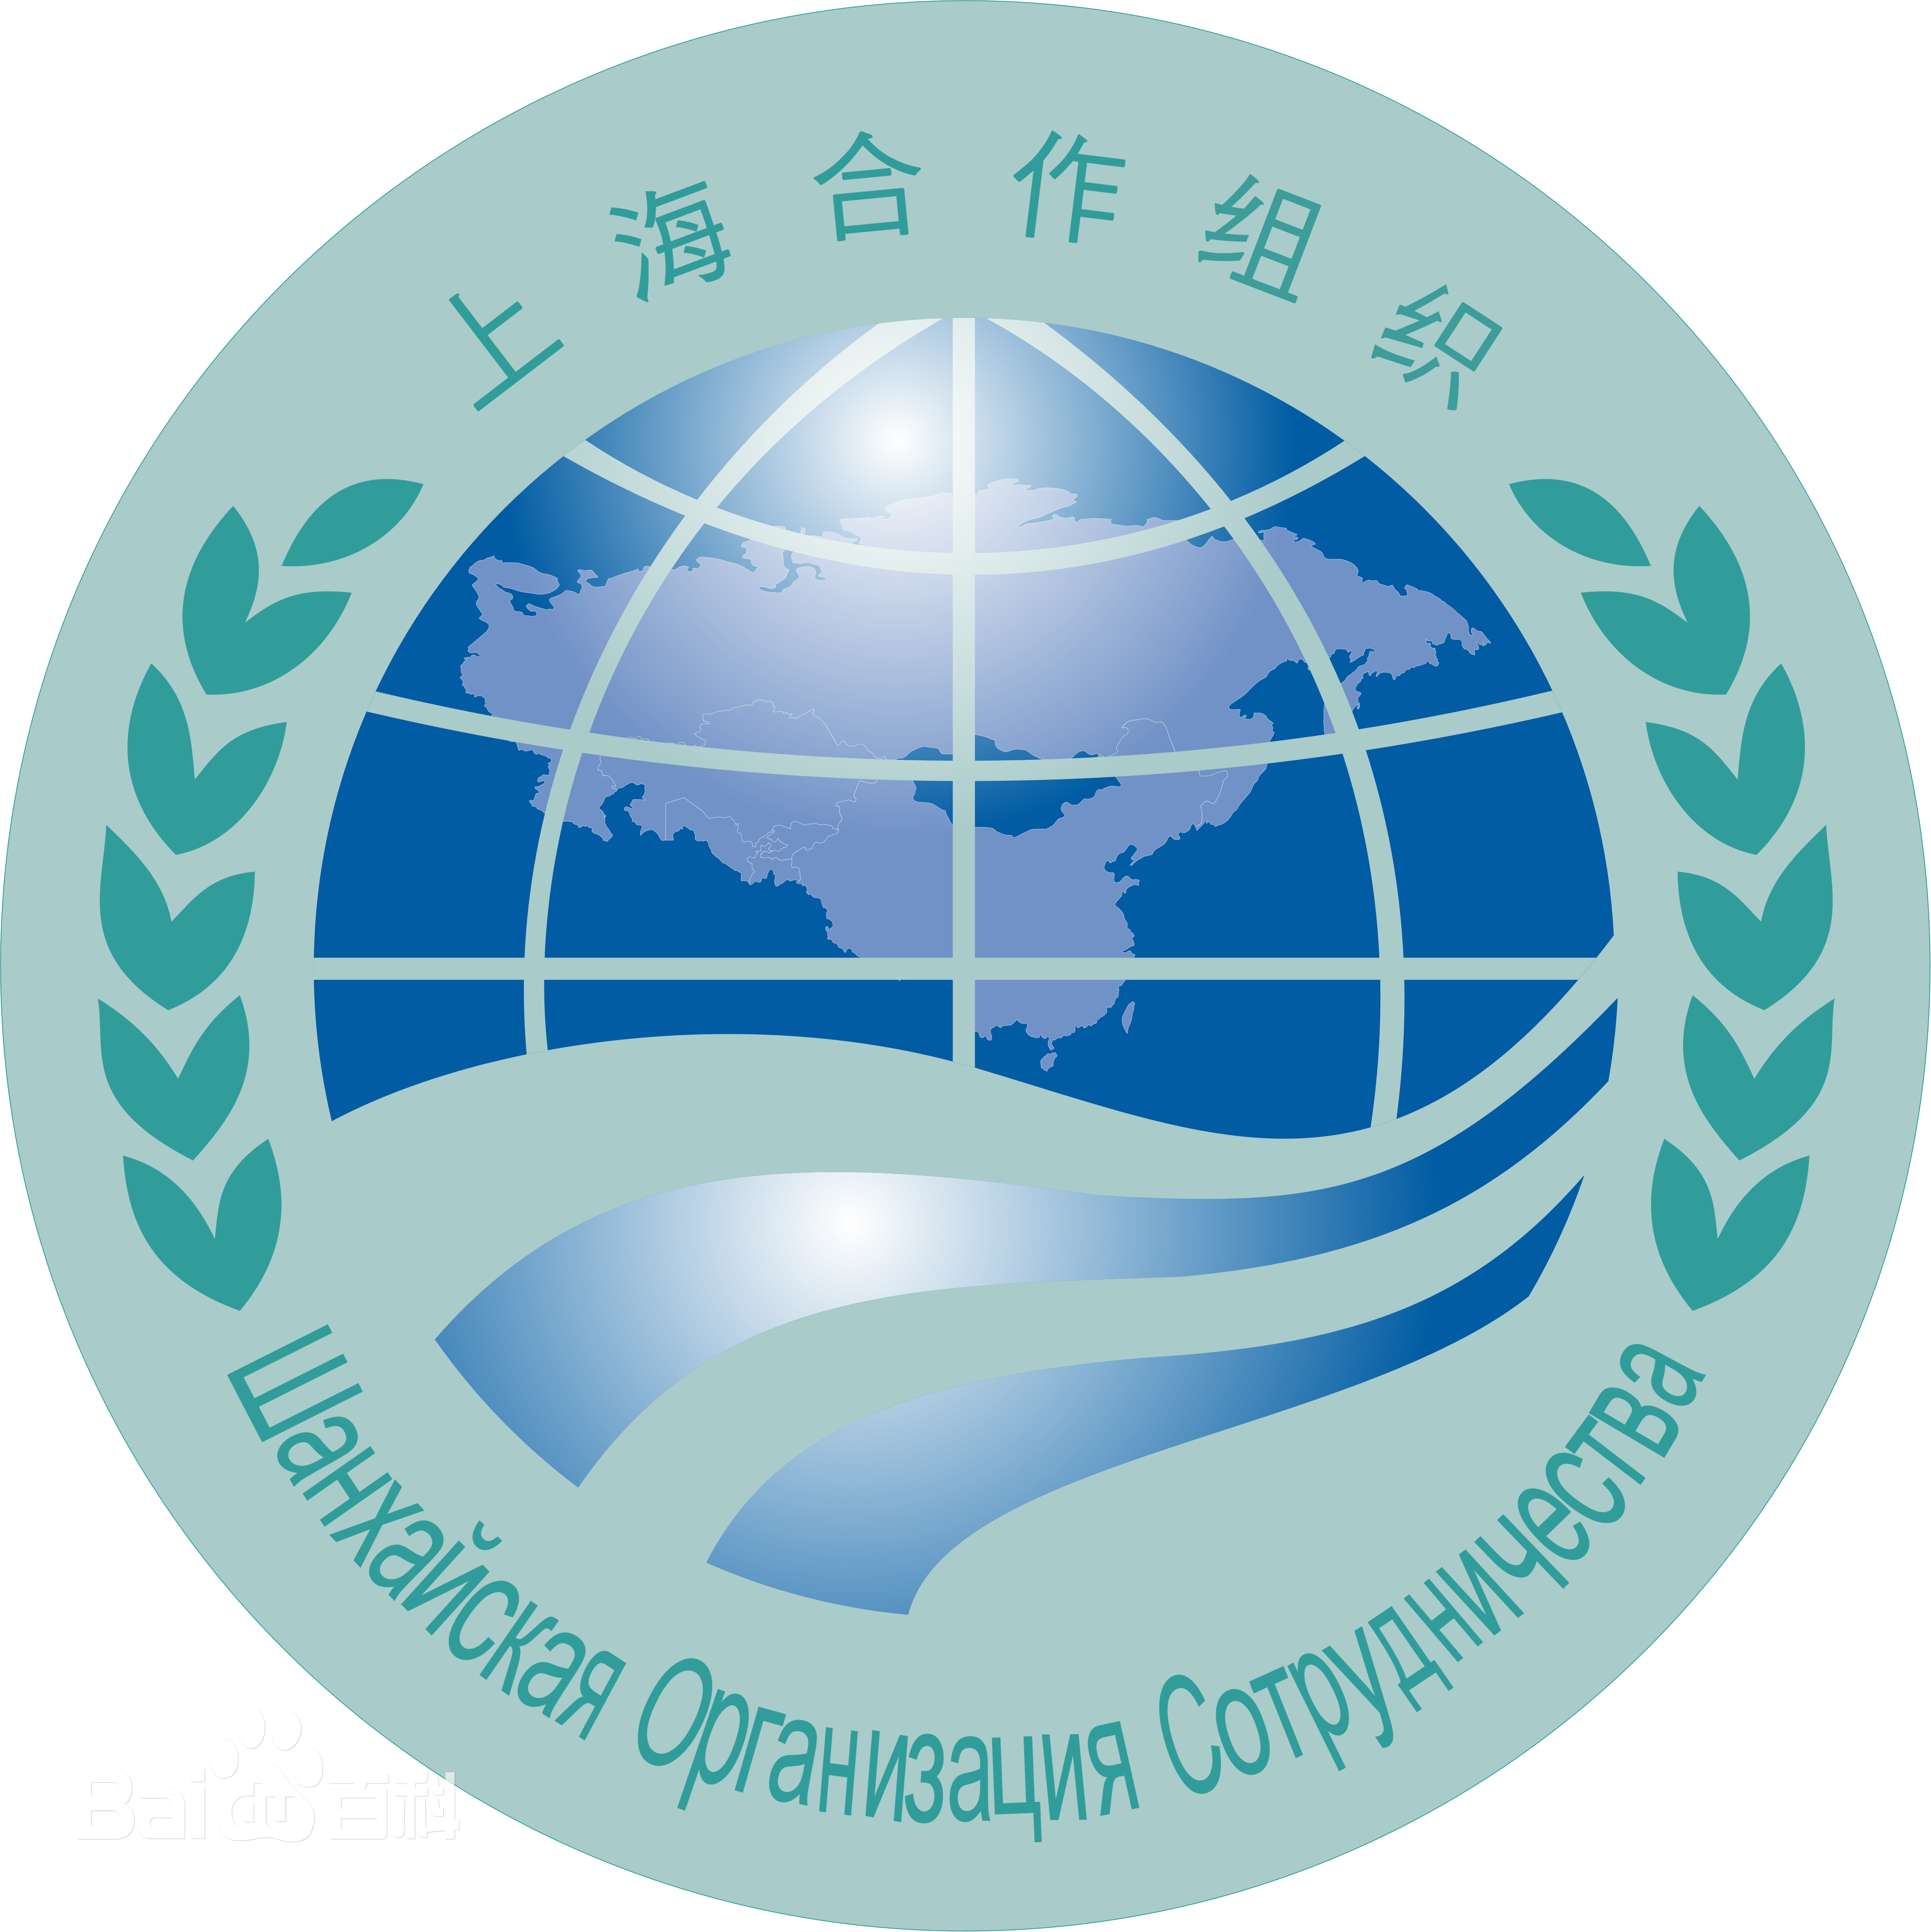 上海合作组织
Шанхайская Организация Сотрудничества
Bai百科